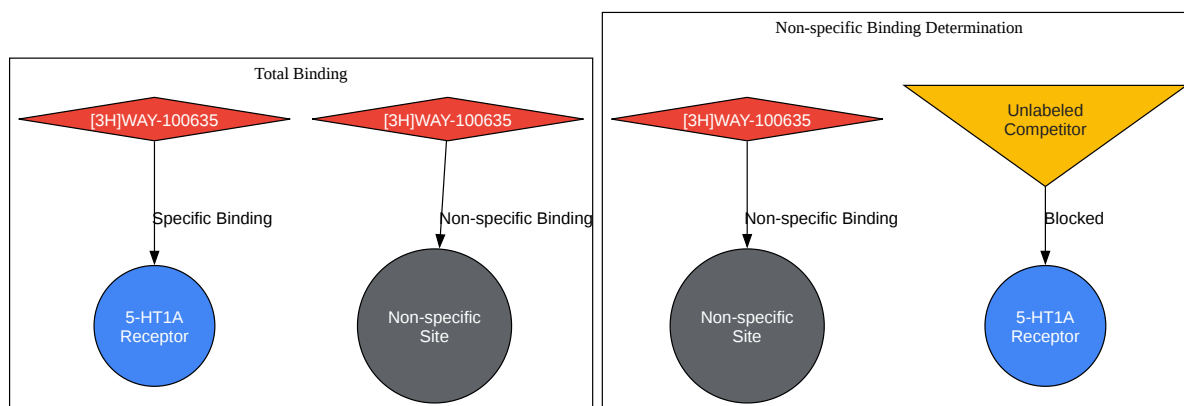 Total Binding
[3H]WAY-100635
[3H]WAY-100635
Specific Binding
Non-specific Binding
5-HT1A
Receptor
Non-specific
Site
Non-specific Binding Determination
[3H]WAY-100635
Unlabeled
Competitor
Non-specific Binding
Blocked
Non-specific
Site
5-HT1A
Receptor